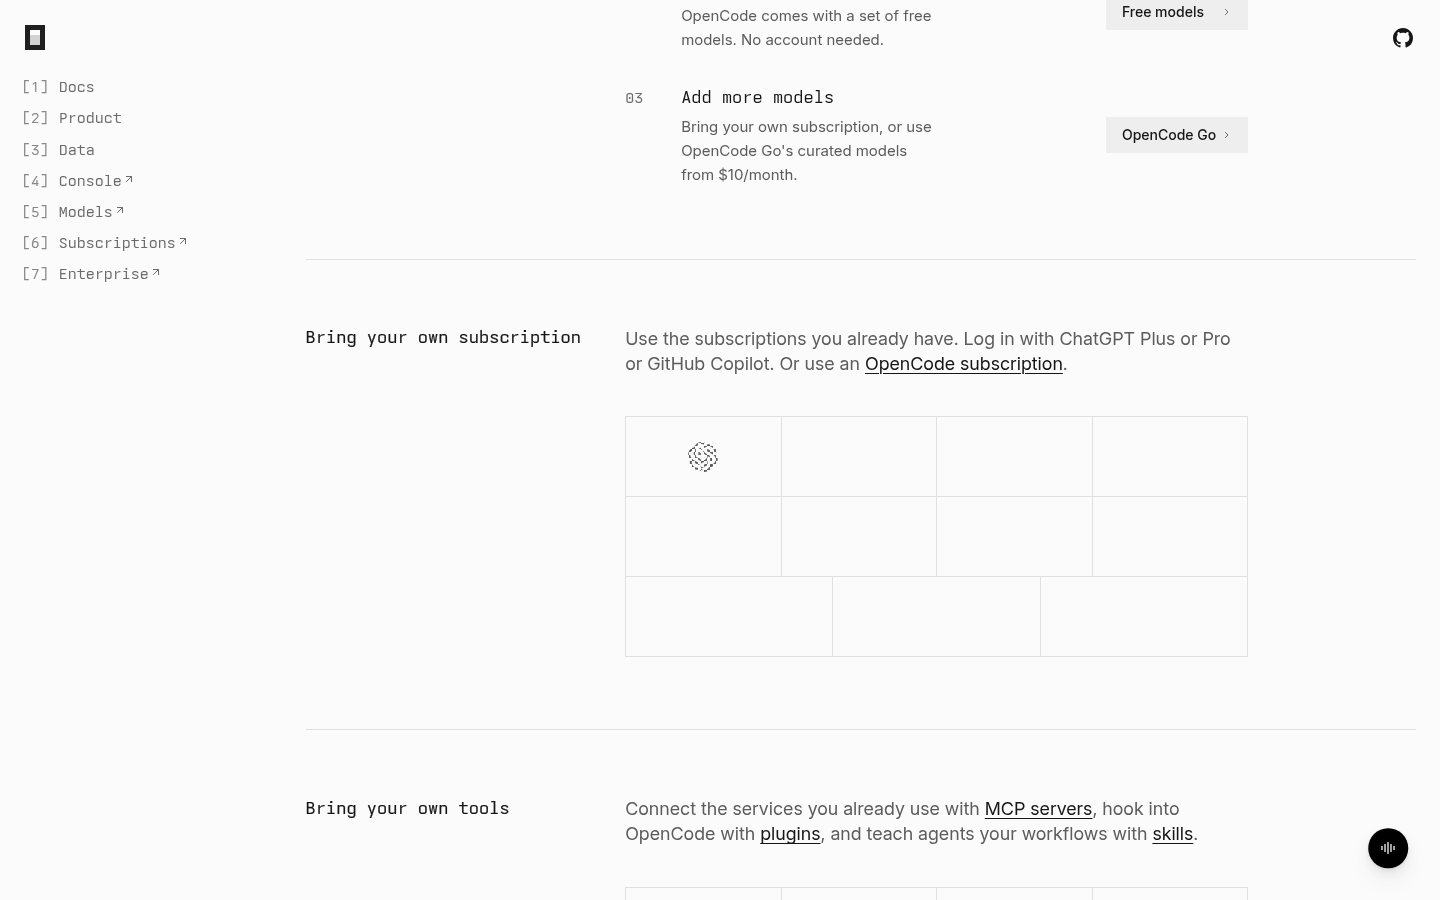 OpenCode comes with a set of free
models. No account needed.
Free models
[1] Docs
[2] Product
[3] Data
[4] Console
[5] Models
[6] Subscriptions
[7] Enterprise
03
Add more models
Bring your own subscription, or use
OpenCode Go's curated models
from $10/month.
OpenCode Go
Bring your own subscription
Use the subscriptions you already have. Log in with ChatGPT Plus or Pro
or GitHub Copilot. Or use an OpenCode subscription.
Bring your own tools
Connect the services you already use with MCP servers, hook into
OpenCode with plugins, and teach agents your workflows with skills.